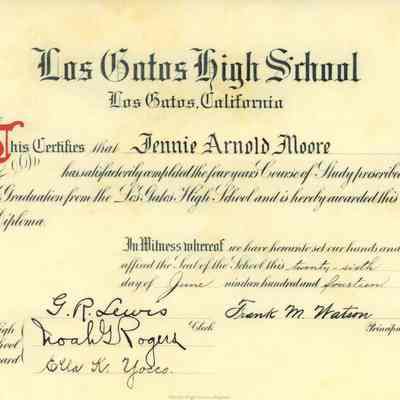 Los Gatos High School
Los Gatos, California
This Certifies that Jennie Arnold Moore
has satisfactorily completed the four years' Course of Study prescribed
Graduation from the Los Gatos High School and is hereby awarded this
Diploma.
In Witness whereof we have hereunto set our hands and
affixed the Seal of the School this twenty-sixth
day of June nineteen hundred and fourteen
G. R. Lewis
Noah G Rogers Clerk Frank M. Watson Principal
High
School
Board Ella K. Yocco.